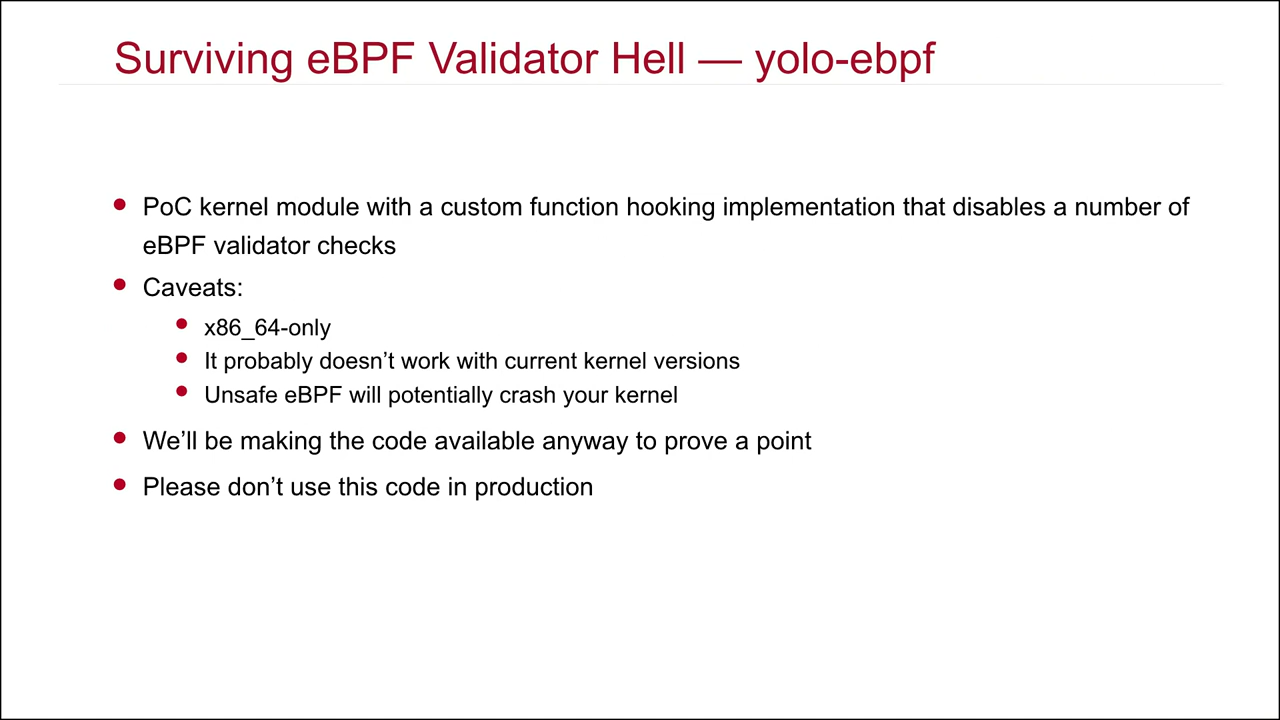 Surviving eBPF Validator Hell — yolo-ebpf
PoC kernel module with a custom function hooking implementation that disables a number of
eBPF validator checks
Caveats:
x86_64-only
It probably doesn’t work with current kernel versions
Unsafe eBPF will potentially crash your kernel
We’ll be making the code available anyway to prove a point
Please don’t use this code in production